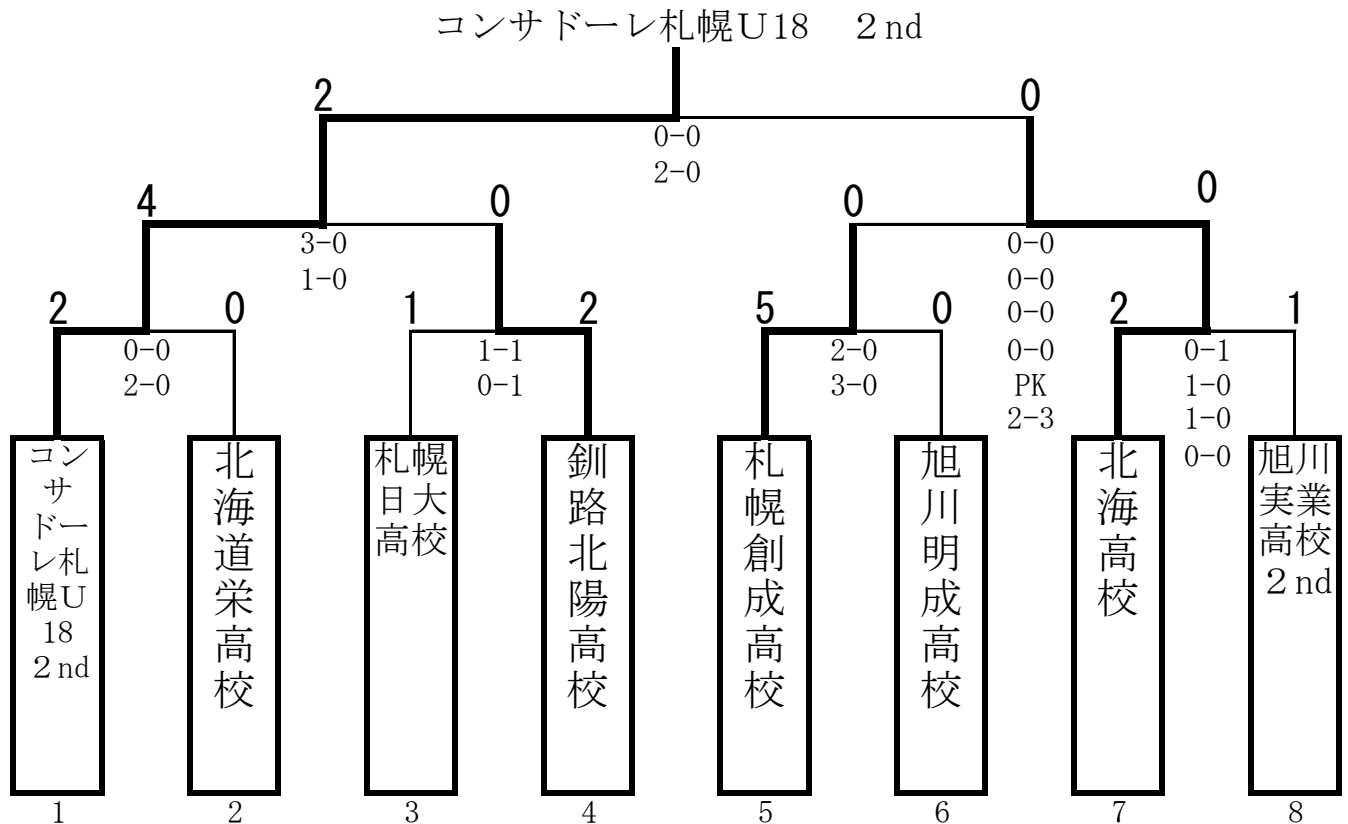 コンサドーレ札幌U18　２nd
2
0
0-0
2-0
4
0
0
0
3-0
1-0
0-0
0-0
0-0
0-0
PK
2-3
2
0
1
2
5
0
2
1
0-0
2-0
1-1
0-1
2-0
3-0
0-1
1-0
1-0
0-0
コン
サ
ドー
レ札
幌U
18
２nd
北海道栄高校
札幌
日大
高校
釧路北陽高校
札幌創成高校
旭川明成高校
北海高校
旭川
実業
高校
２nd
1
2
3
4
5
6
7
8